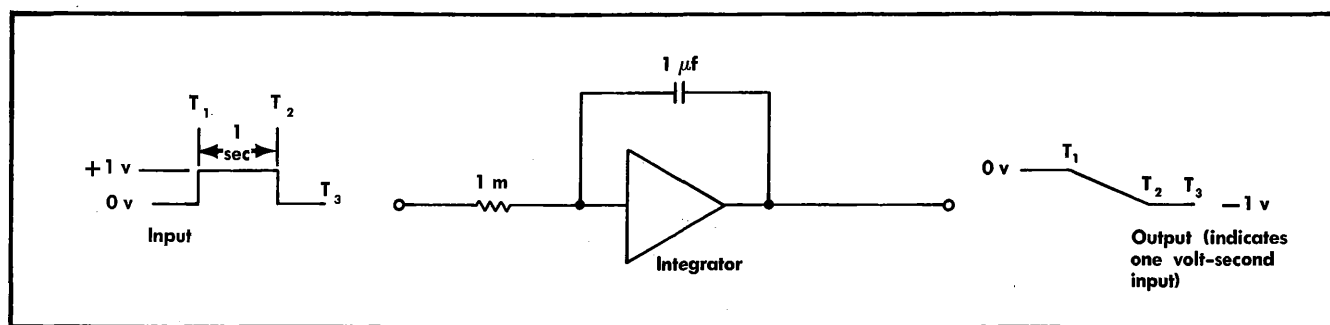 1 μf
T1 T2
1
sec
+1 v
0 v
T3
Input
1 m
Integrator
0 v
T1
T2 T3
—1 v
Output (indicates
one volt-second
input)